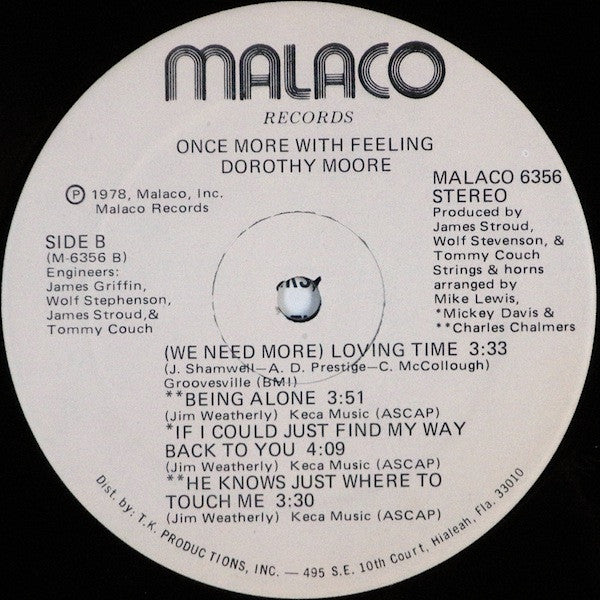 MALACO
RECORDS
ONCE MORE WITH FEELING
DOROTHY MOORE
Ⓟ 1978, Malaco, Inc.
Malaco Records
SIDE B
(M-6356 B)
Engineers:
James Griffin,
Wolf Stephenson,
James Stroud,&
Tommy Couch
MALACO 6356
STEREO
Produced by
James Stroud,
Wolf Stevenson, &
Tommy Couch
Strings & horns
arranged by
Mike Lewis,
*Mickey Davis &
**Charles Chalmers
(WE NEED MORE) LOVING TIME 3:33
(J. Shamwell—A. D. Prestige—C. McCollough)
Groovesville (BMI)
**BEING ALONE 3:51
(Jim Weatherly) Keca Music (ASCAP)
*IF I COULD JUST FIND MY WAY
BACK TO YOU 4:09
(Jim Weatherly) Keca Music (ASCAP)
**HE KNOWS JUST WHERE TO
TOUCH ME 3:30
(Jim Weatherly) Keca Music (ASCAP)
Dist. by: T.K. PRODUCTIONS, INC. — 495 S.E. 10th Court, Hialeah, Fla. 33010